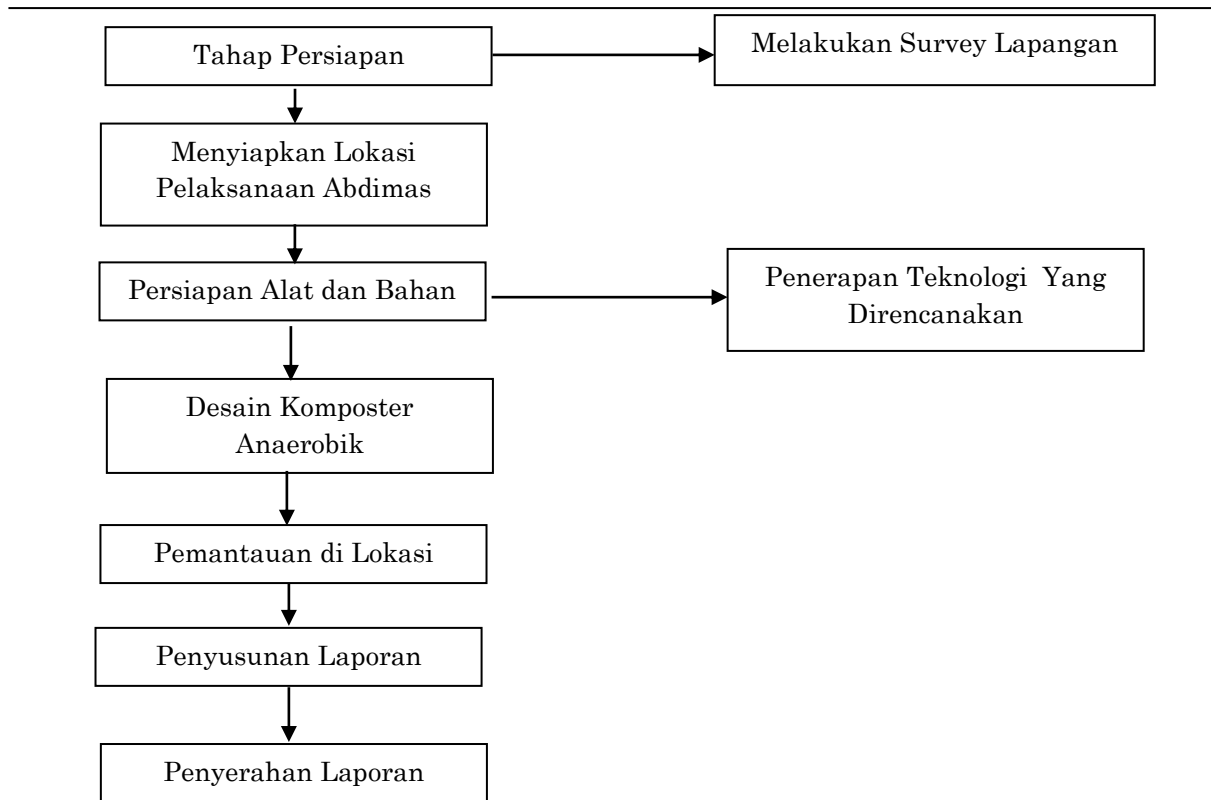 Tahap Persiapan
Melakukan Survey Lapangan
Menyiapkan Lokasi
Pelaksanaan Abdimas
Persiapan Alat dan Bahan
Penerapan Teknologi  Yang
Direncanakan
Desain Komposter
Anaerobik
Pemantauan di Lokasi
Penyusunan Laporan
Penyerahan Laporan